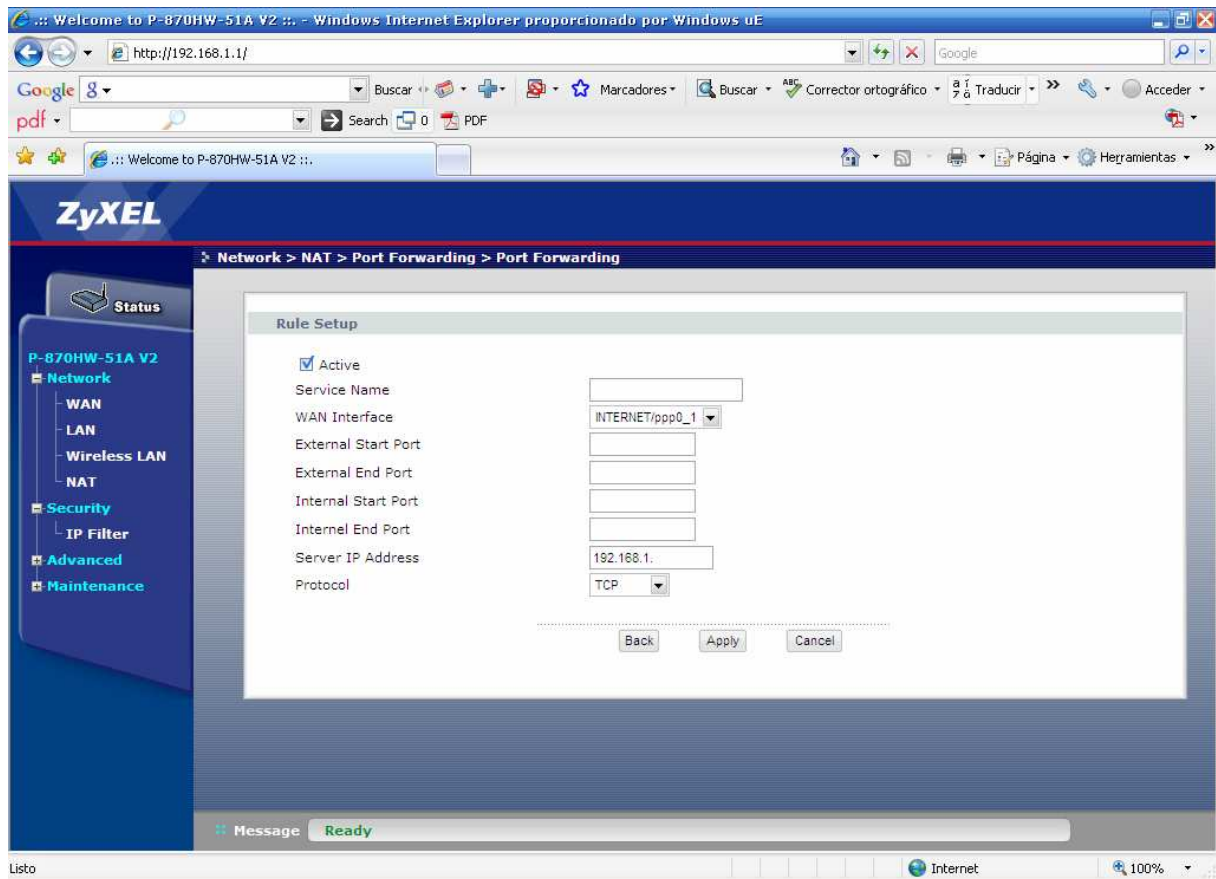 .:: Welcome to P-870HW-51A V2 ::. - Windows Internet Explorer proporcionado por Windows uE
http://192.168.1.1/
Google
Google
Buscar
Marcadores
Buscar
ABC
Corrector ortográfico
Traducir
»
Acceder
pdf
Search
0
PDF
.:: Welcome to P-870HW-51A V2 ::.
Página
Herramientas
»
ZyXEL
Network > NAT > Port Forwarding > Port Forwarding
Status
P-870HW-51A V2
Network
WAN
LAN
Wireless LAN
NAT
Security
IP Filter
Advanced
Maintenance
Rule Setup
Active
Service Name
WAN Interface INTERNET/ppp0_1
External Start Port
External End Port
Internal Start Port
Internel End Port
Server IP Address 192.168.1.
Protocol TCP
Back Apply Cancel
Message Ready
Listo
Internet
100%